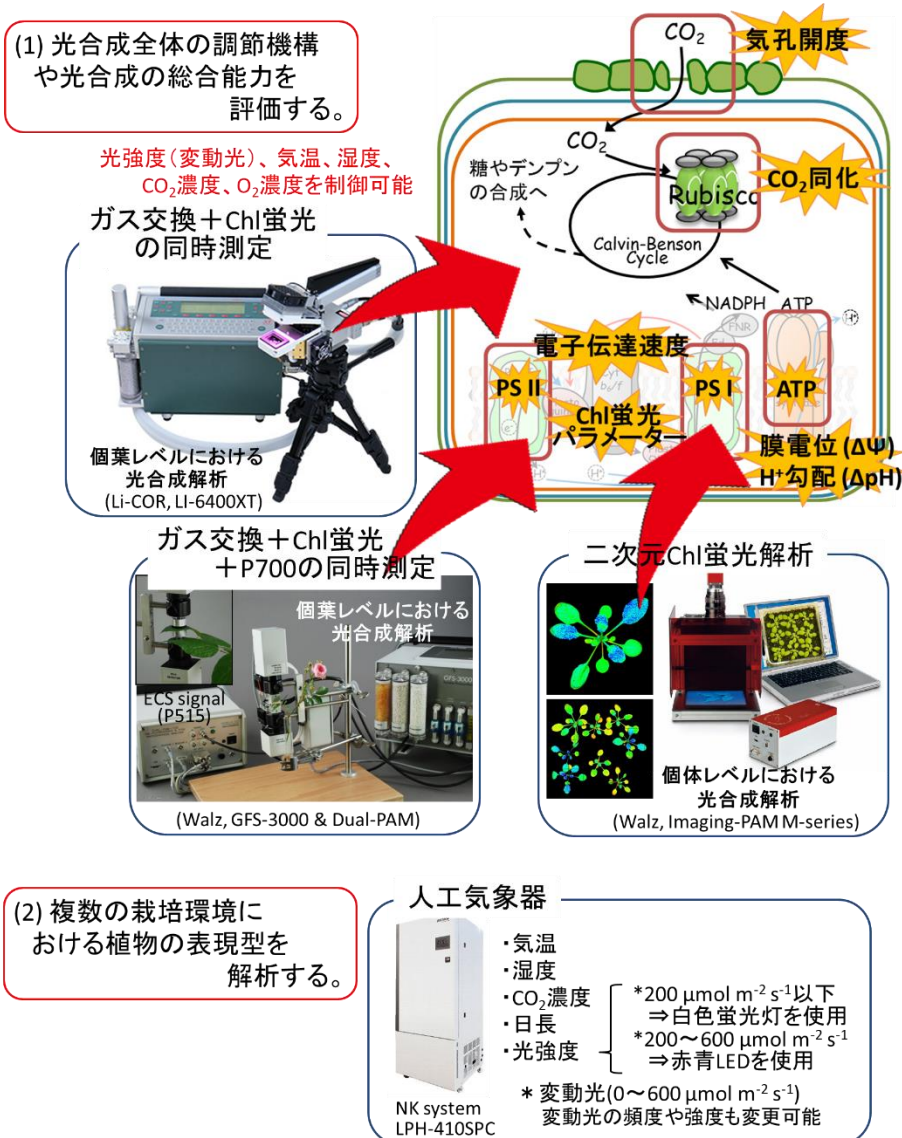 (1) 光合成全体の調節機構
や光合成の総合能力を
評価する。
光強度(変動光)、気温、湿度、
CO₂濃度、O₂濃度を制御可能
ガス交換+Chl蛍光
の同時測定
個葉レベルにおける
光合成解析
(Li-COR, LI-6400XT)
CO₂
気孔開度
CO₂
糖やデンプン
の合成へ
Rubisco
CO₂同化
Calvin-Benson
Cycle
NADPH
ATP
H⁺
FNR
電子伝達速度
PS II
b₆/f
PS I
ATP
Chl蛍光
パラメーター
膜電位 (ΔΨ)
H⁺勾配 (ΔpH)
e⁻
H⁺
ガス交換+Chl蛍光
+P700の同時測定
個葉レベルにおける
光合成解析
ECS signal
(P515)
(Walz, GFS-3000 & Dual-PAM)
二次元Chl蛍光解析
個体レベルにおける
光合成解析
(Walz, Imaging-PAM M-series)
(2) 複数の栽培環境に
おける植物の表現型を
解析する。
人工気象器
・気温
・湿度
・CO₂濃度
・日長
・光強度
*200 μmol m⁻² s⁻¹以下
⇒白色蛍光灯を使用
*200~600 μmol m⁻² s⁻¹
⇒赤青LEDを使用
* 変動光(0~600 μmol m⁻² s⁻¹)
変動光の頻度や強度も変更可能
NK system
LPH-410SPC